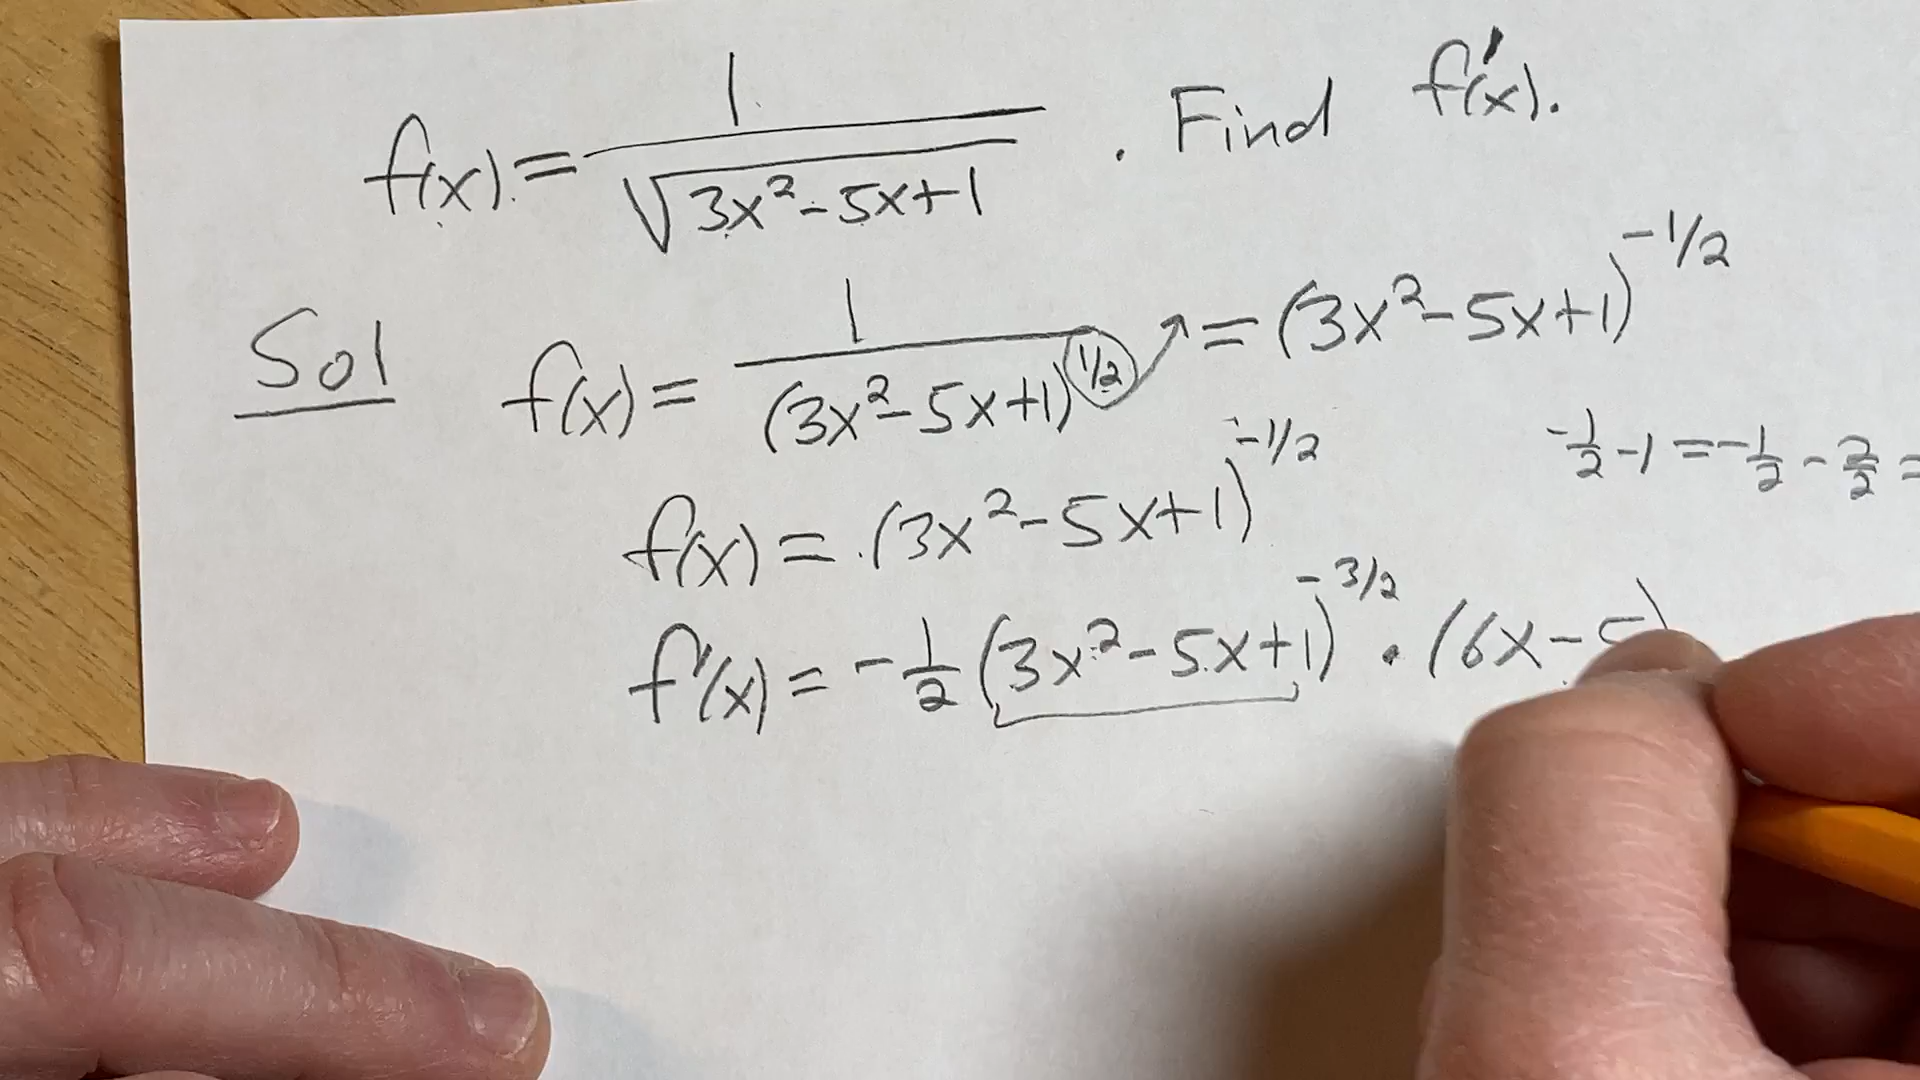 f(x) = 1/√(3x² - 5x + 1) . Find f'(x).
Sol f(x) = 1/(3x² - 5x + 1)^(1/2) = (3x² - 5x + 1)^(-1/2)
f(x) = (3x² - 5x + 1)^(-1/2)
-1/2 - 1 = -1/2 - 2/2 =
f'(x) = -1/2 (3x² - 5x + 1)^(-3/2) · (6x - 5)